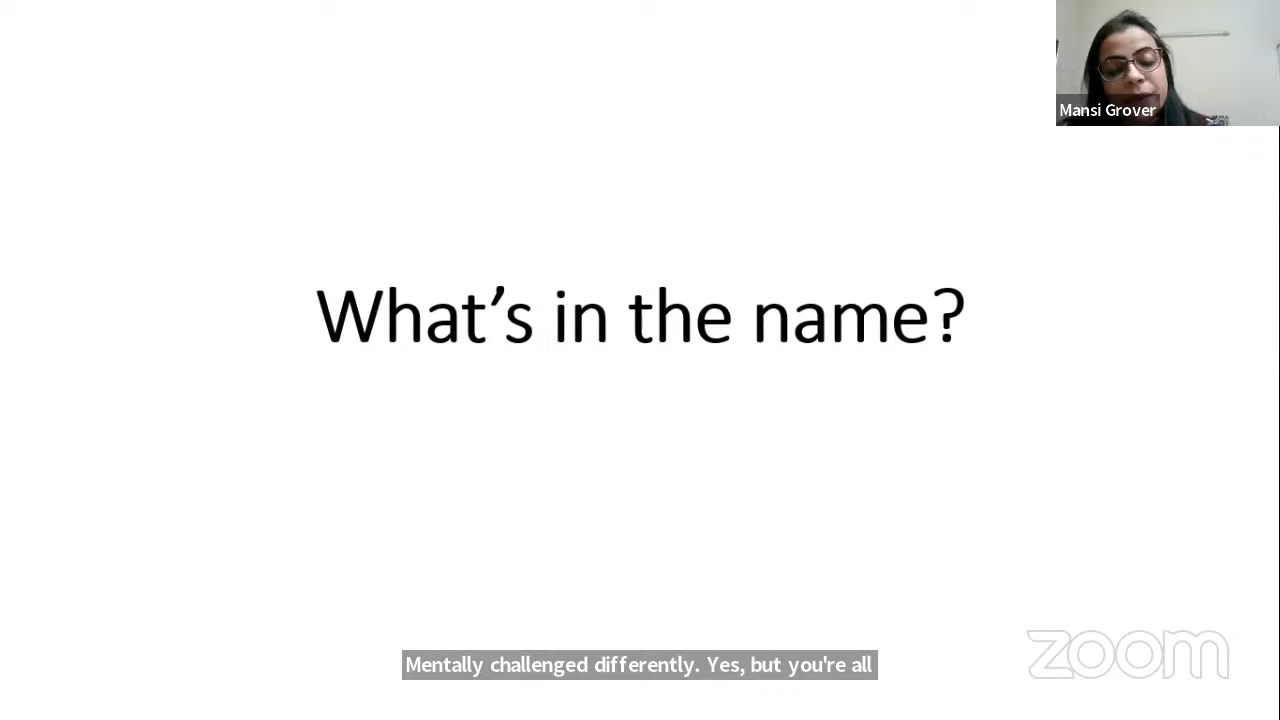 Mansi Grover
What’s in the name?
Mentally challenged differently. Yes, but you're all
zoom